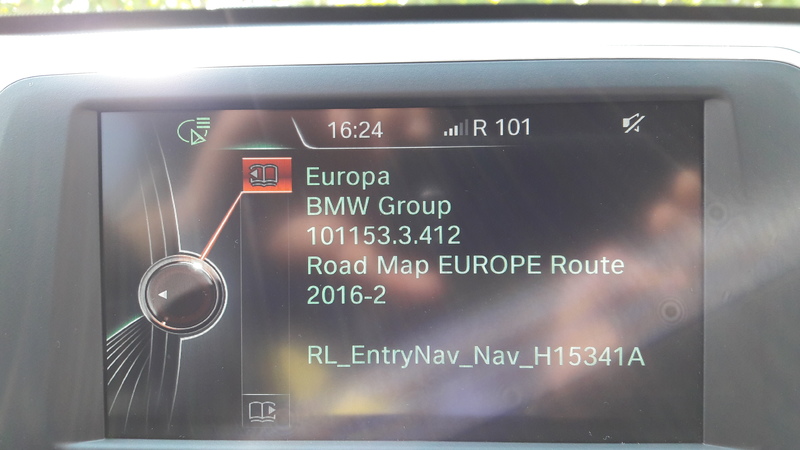 16:24 R 101
Europa
BMW Group
101153.3.412
Road Map EUROPE Route
2016-2
RL_EntryNav_Nav_H15341A